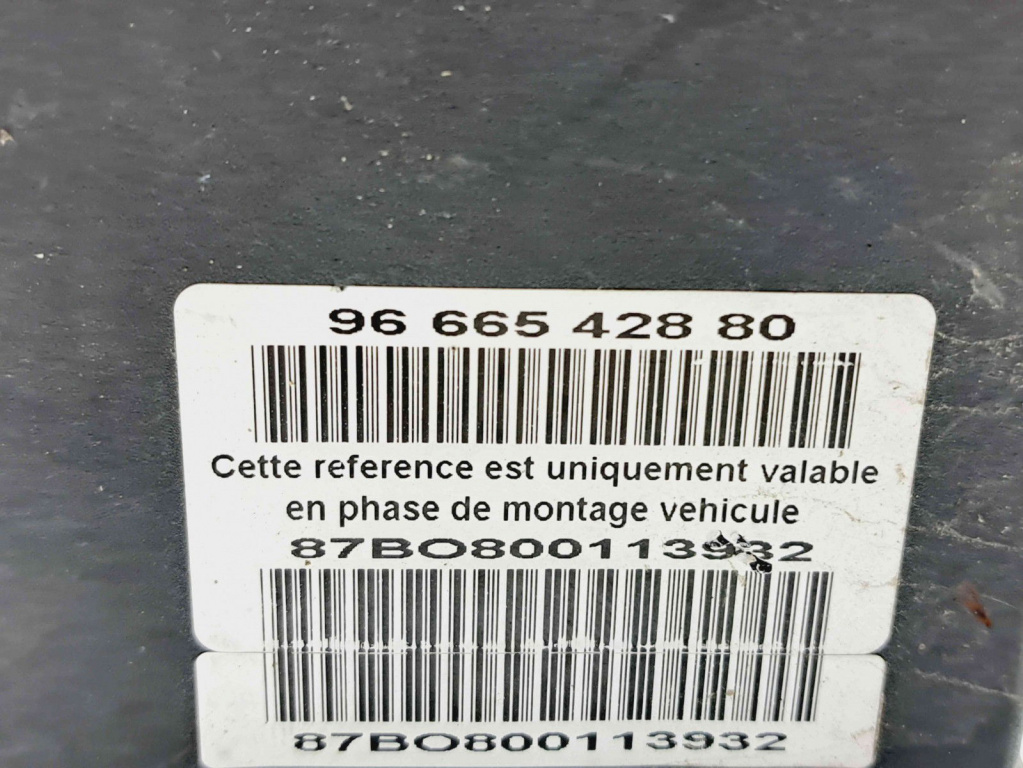 96 665 428 80
Cette reference est uniquement valable
en phase de montage vehicule
87BO800113932
87BO800113932